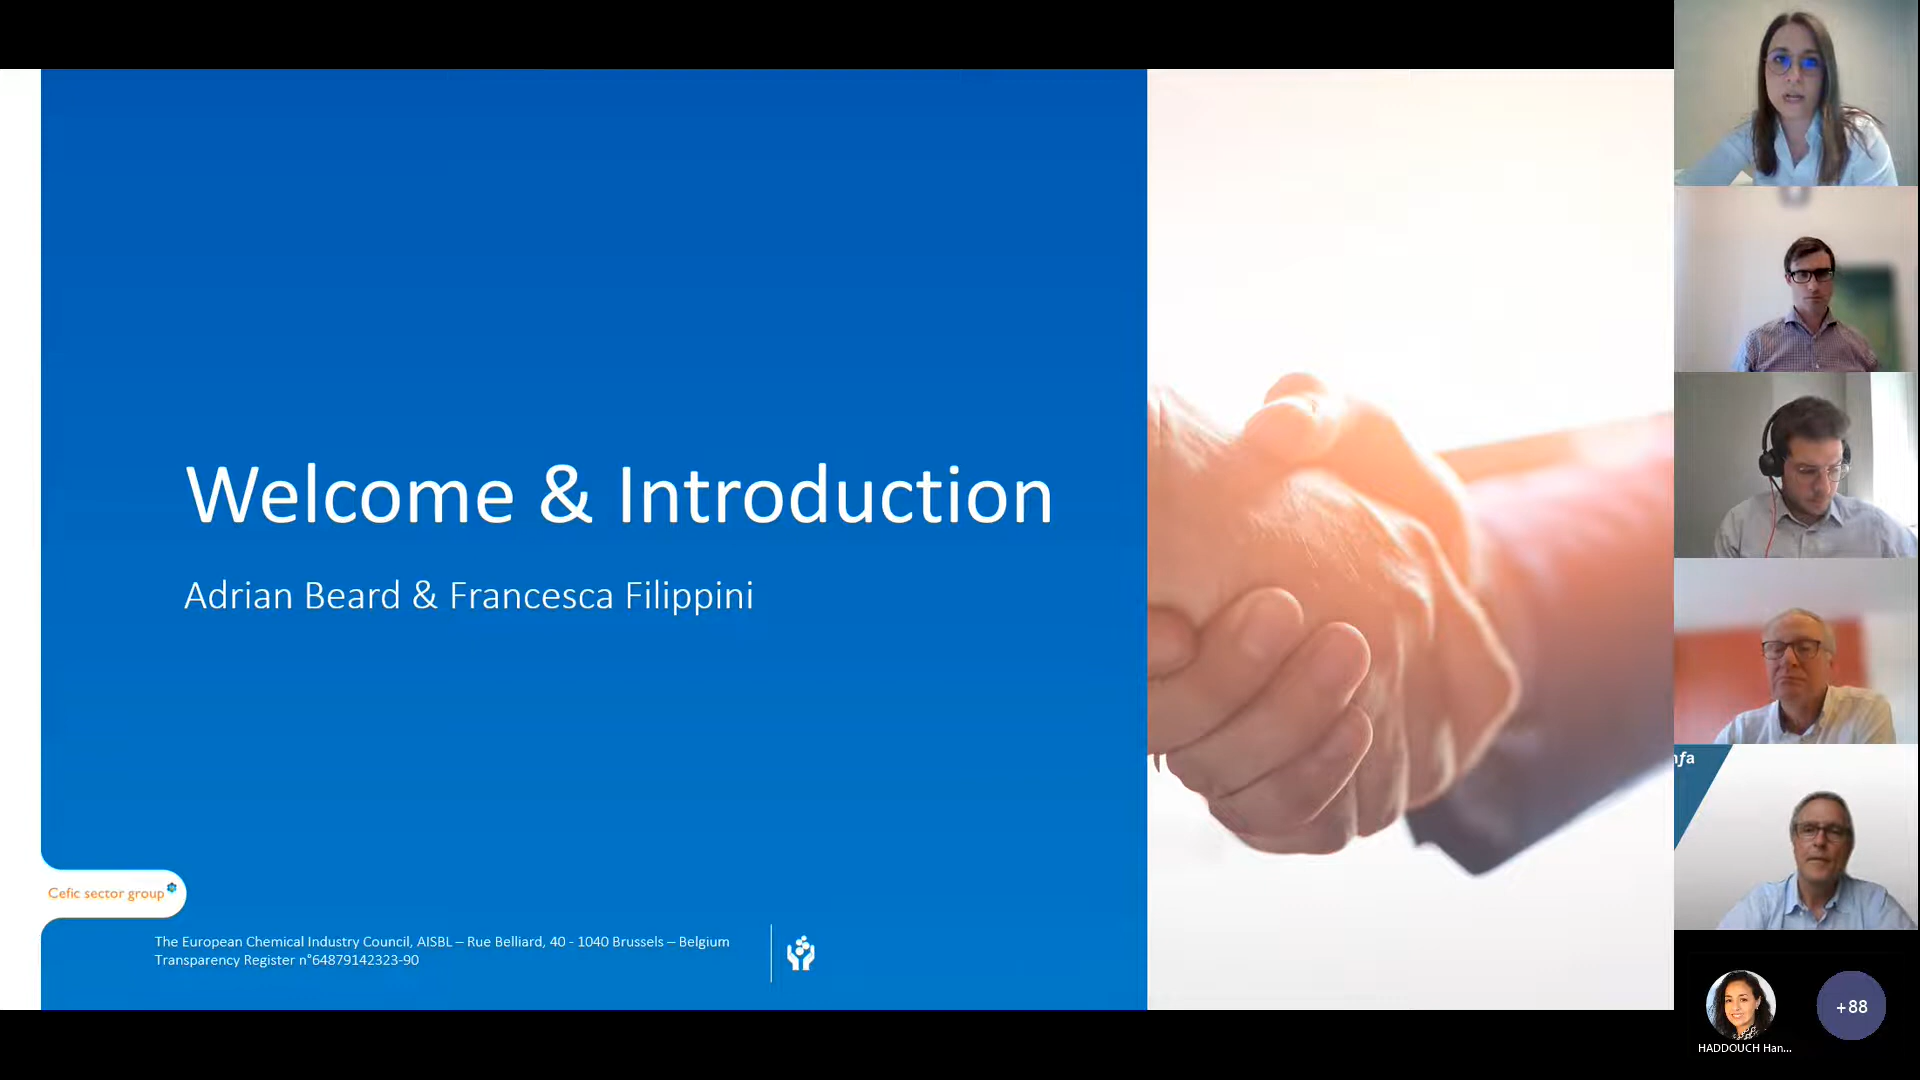 Welcome & Introduction
Adrian Beard & Francesca Filippini
Cefic sector group
The European Chemical Industry Council, AISBL – Rue Belliard, 40 - 1040 Brussels – Belgium
Transparency Register n°64879142323-90
nfa
+88
HADDOUCH Han...